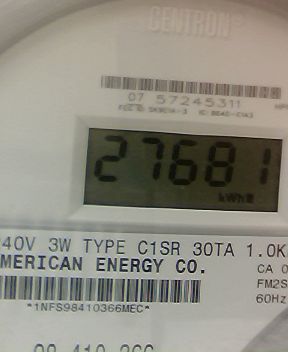 CENTRON®
07 57245311
27681
kWh
40V 3W TYPE C1SR 30TA 1.0K
MERICAN ENERGY CO.
CA 0
FM2S
60Hz
*1NFS98410366MEC*